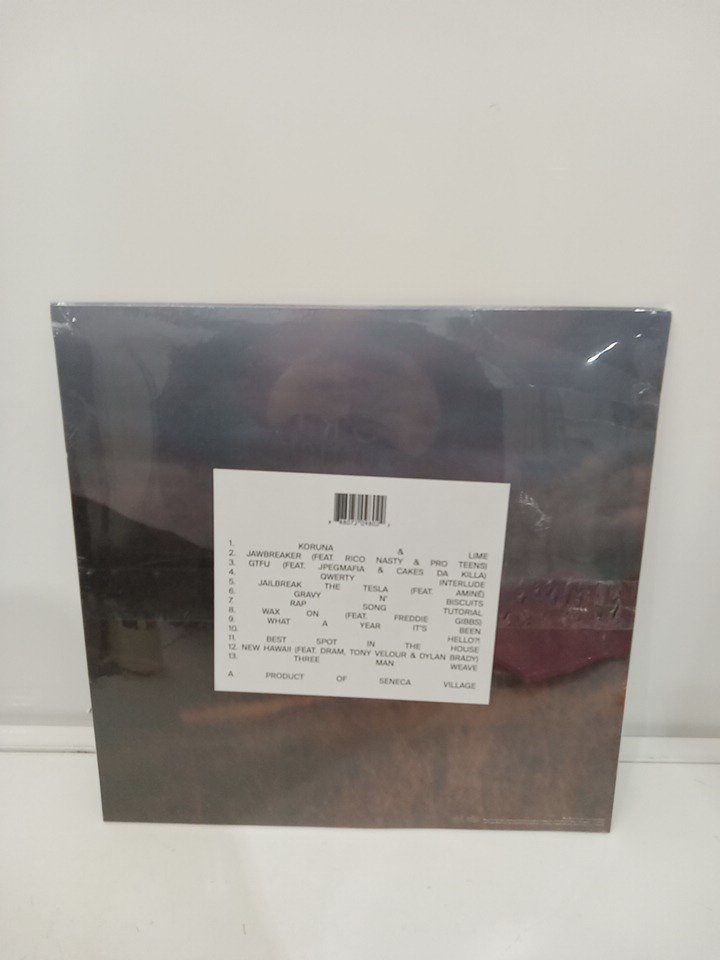 1. KORUNA & LIME
2. JAWBREAKER (FEAT. RICO NASTY & PRO TEENS)
3. GTFU (FEAT. JPEGMAFIA & CAKES DA KILLA)
4. QWERTY INTERLUDE
5. JAILBREAK THE TESLA (FEAT. AMINÉ)
6. GRAVY N' BISCUITS
7 RAP SONG TUTORIAL
8. WAX ON (FEAT. FREDDIE GIBBS)
9. WHAT A YEAR IT'S BEEN
10. HELLO?!
11. BEST SPOT IN THE HOUSE
12. NEW HAWAII (FEAT. DRAM, TONY VELOUR & DYLAN BRADY)
13. THREE MAN WEAVE
A PRODUCT OF SENECA VILLAGE